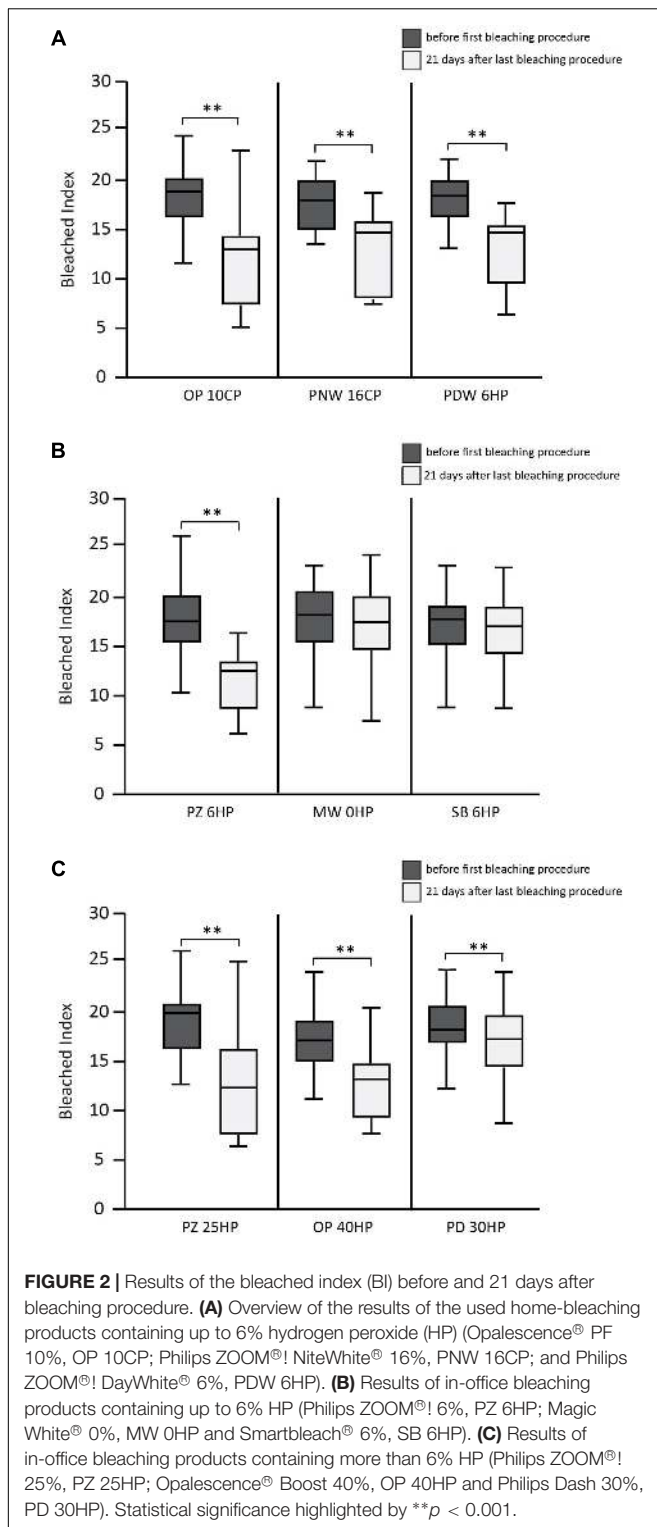 A
before first bleaching procedure
21 days after last bleaching procedure
30
25
20
15
10
5
0
Bleached Index
**
**
**
OP 10CP
PNW 16CP
PDW 6HP
B
before first bleaching procedure
21 days after last bleaching procedure
30
25
20
15
10
5
0
Bleached Index
**
PZ 6HP
MW 0HP
SB 6HP
C
before first bleaching procedure
21 days after last bleaching procedure
30
25
20
15
10
5
0
Bleached Index
**
**
**
PZ 25HP
OP 40HP
PD 30HP
FIGURE 2 | Results of the bleached index (BI) before and 21 days after
bleaching procedure. (A) Overview of the results of the used home-bleaching
products containing up to 6% hydrogen peroxide (HP) (Opalescence® PF
10%, OP 10CP; Philips ZOOM®! NiteWhite® 16%, PNW 16CP; and Philips
ZOOM®! DayWhite® 6%, PDW 6HP). (B) Results of in-office bleaching
products containing up to 6% HP (Philips ZOOM®! 6%, PZ 6HP; Magic
White® 0%, MW 0HP and Smartbleach® 6%, SB 6HP). (C) Results of
in-office bleaching products containing more than 6% HP (Philips ZOOM®!
25%, PZ 25HP; Opalescence® Boost 40%, OP 40HP and Philips Dash 30%,
PD 30HP). Statistical significance highlighted by **p < 0.001.